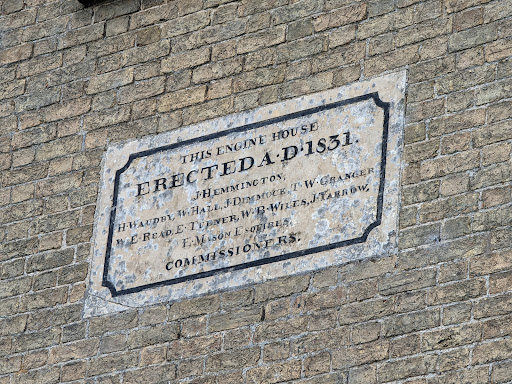 THIS ENGINE HOUSE
ERECTED A·D·1831.
J·HEMMINGTON,
H·WAUDBY, W·HALL, J·DIMMOCK, T·W·GRANGER
W·E·READ, E·TURNER, W·B·WILES, J·YARROW,
F·MASON ESQUIRES
COMMISSIONERS.